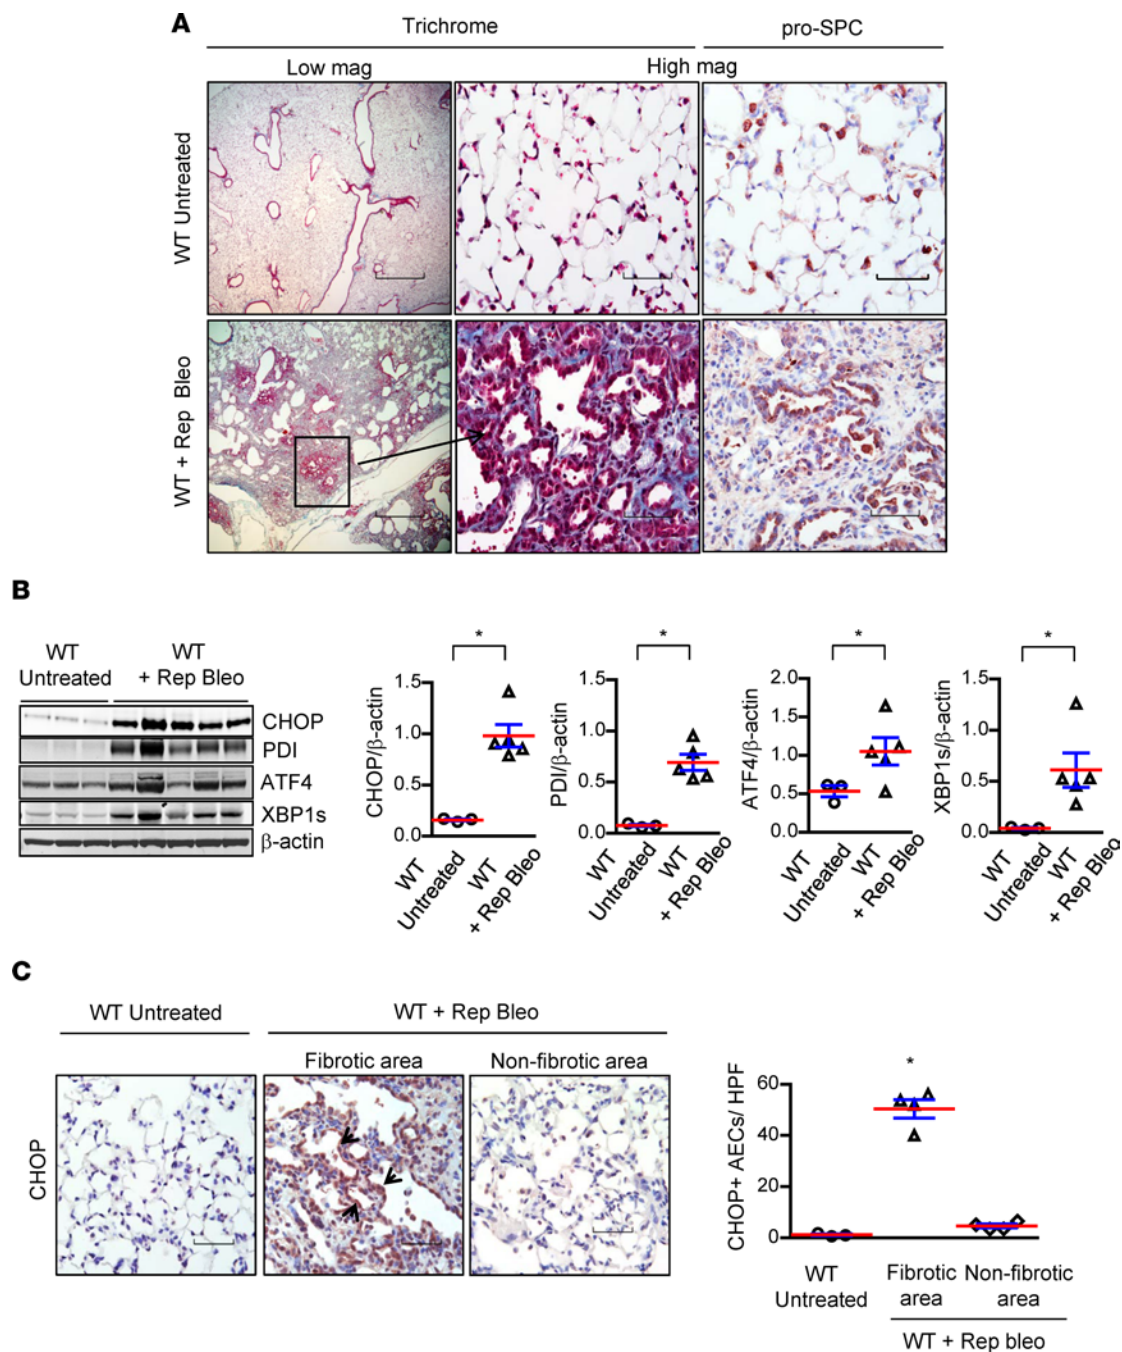 A
Trichrome
pro-SPC
Low mag
High mag
WT Untreated
WT + Rep Bleo
B
WT
Untreated
WT
+ Rep Bleo
CHOP
PDI
ATF4
XBP1s
β-actin
*
CHOP/β-actin
1.5
1.0
0.5
0.0
WT
Untreated
WT
+ Rep Bleo
*
PDI/β-actin
1.5
1.0
0.5
0.0
WT
Untreated
WT
+ Rep Bleo
*
ATF4/β-actin
2.0
1.5
1.0
0.5
0.0
WT
Untreated
WT
+ Rep Bleo
*
XBP1s/β-actin
1.5
1.0
0.5
0.0
WT
Untreated
WT
+ Rep Bleo
C
WT Untreated
WT + Rep Bleo
Fibrotic area
Non-fibrotic area
CHOP
*
CHOP+ AECs/ HPF
60
40
20
0
WT
Untreated
Fibrotic
area
Non-fibrotic
area
WT + Rep bleo